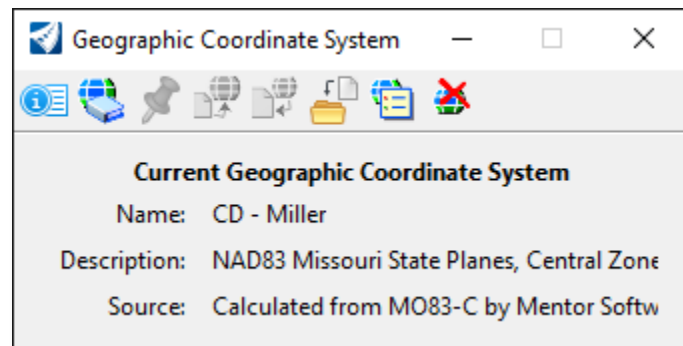 Geographic Coordinate System
Current Geographic Coordinate System
Name: CD - Miller
Description: NAD83 Missouri State Planes, Central Zone
Source: Calculated from MO83-C by Mentor Softw